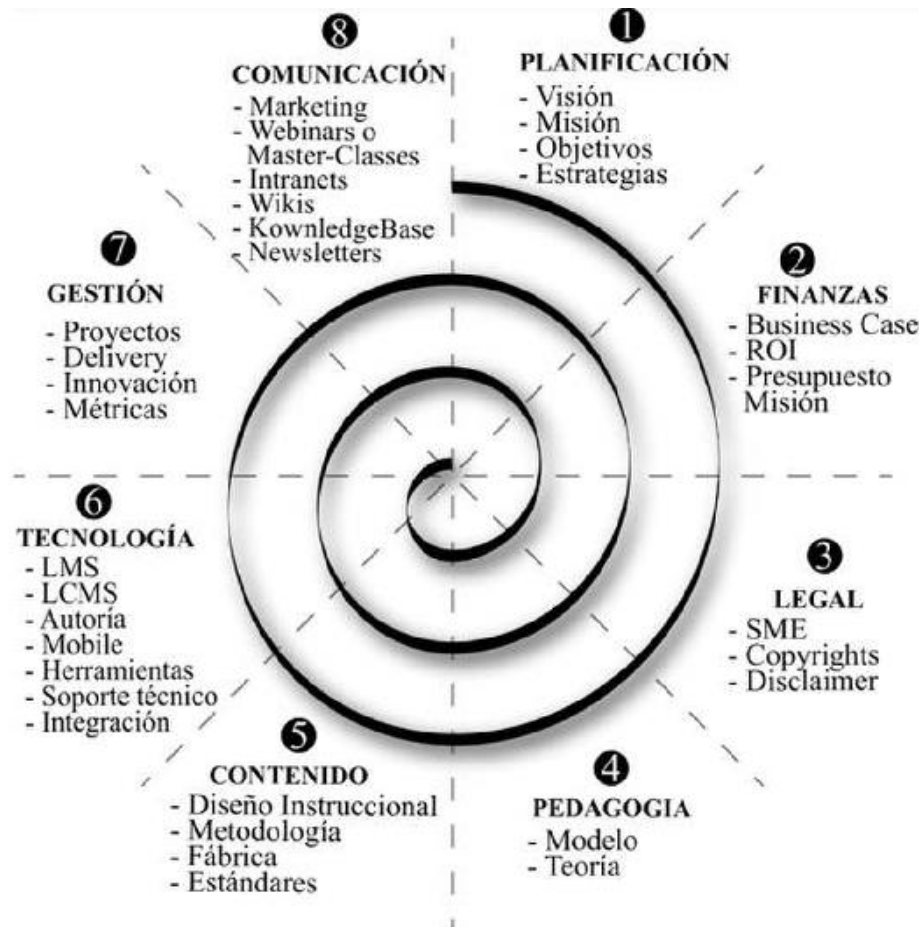 1
PLANIFICACIÓN
- Visión
- Misión
- Objetivos
- Estrategias
2
FINANZAS
- Business Case
- ROI
- Presupuesto
Misión
3
LEGAL
- SME
- Copyrights
- Disclaimer
4
PEDAGOGIA
- Modelo
- Teoría
5
CONTENIDO
- Diseño Instruccional
- Metodología
- Fábrica
- Estándares
6
TECNOLOGÍA
- LMS
- LCMS
- Autoría
- Mobile
- Herramientas
- Soporte técnico
- Integración
7
GESTIÓN
- Proyectos
- Delivery
- Innovación
- Métricas
8
COMUNICACIÓN
- Marketing
- Webinars o
Master-Classes
- Intranets
- Wikis
- KownledgeBase
- Newsletters